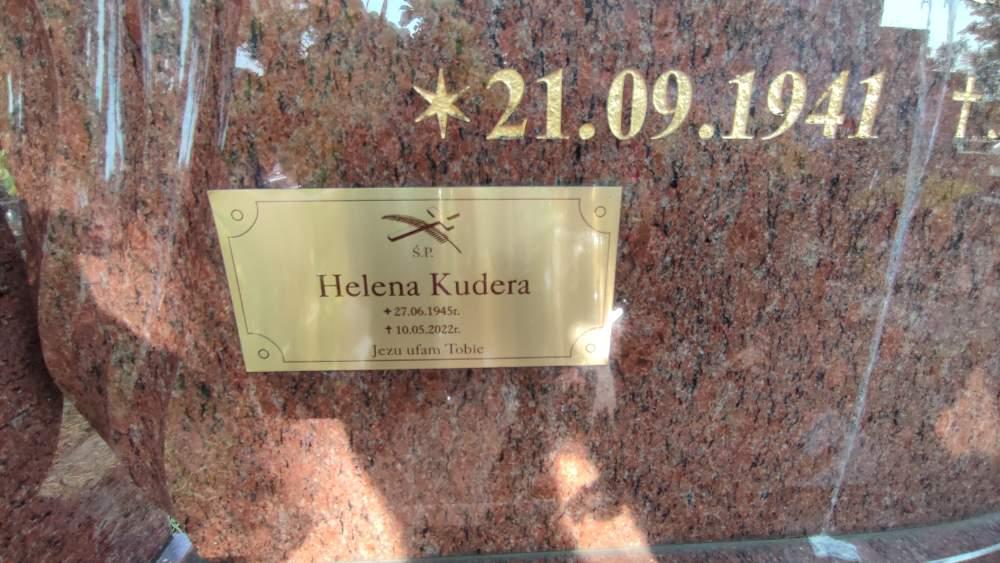 ✶ 21.09.1941 †
Ś.P.
Helena Kudera
✦ 27.06.1945r.
† 10.05.2022r.
Jezu ufam Tobie